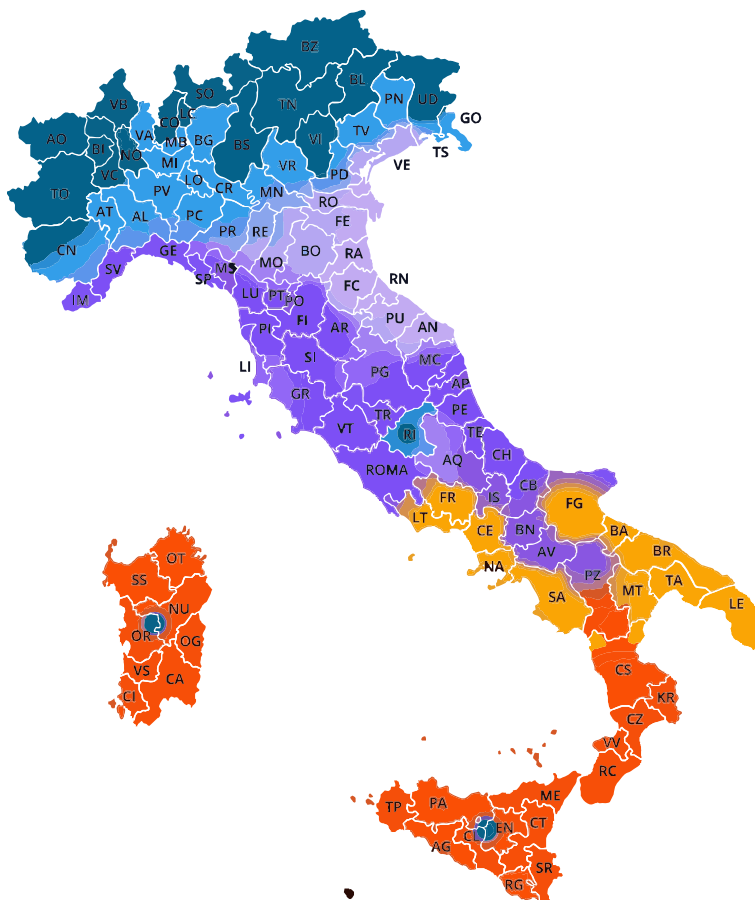 BZ
BL
SO
UD
PN
VB
TN
LC
GO
CO
VA
TV
AO
MB
BG
VI
BS
TS
BI
NO
MI
VR
VE
VC
PD
LO
CR
TO
PV
MN
RO
AT
AL
PC
FE
PR
RE
CN
GE
BO
RA
MO
SV
MS
RN
SP
FC
LU
PT
PO
IM
PU
FI
AR
AN
PI
SI
MC
LI
PG
AP
GR
PE
TR
VT
RI
TE
AQ
CH
ROMA
CB
FR
IS
FG
LT
CE
BN
BA
AV
BR
OT
NA
PZ
SS
TA
MT
SA
NU
LE
OR
OG
VS
CS
CA
CI
KR
CZ
VV
RC
ME
PA
TP
CT
EN
CL
AG
SR
RG